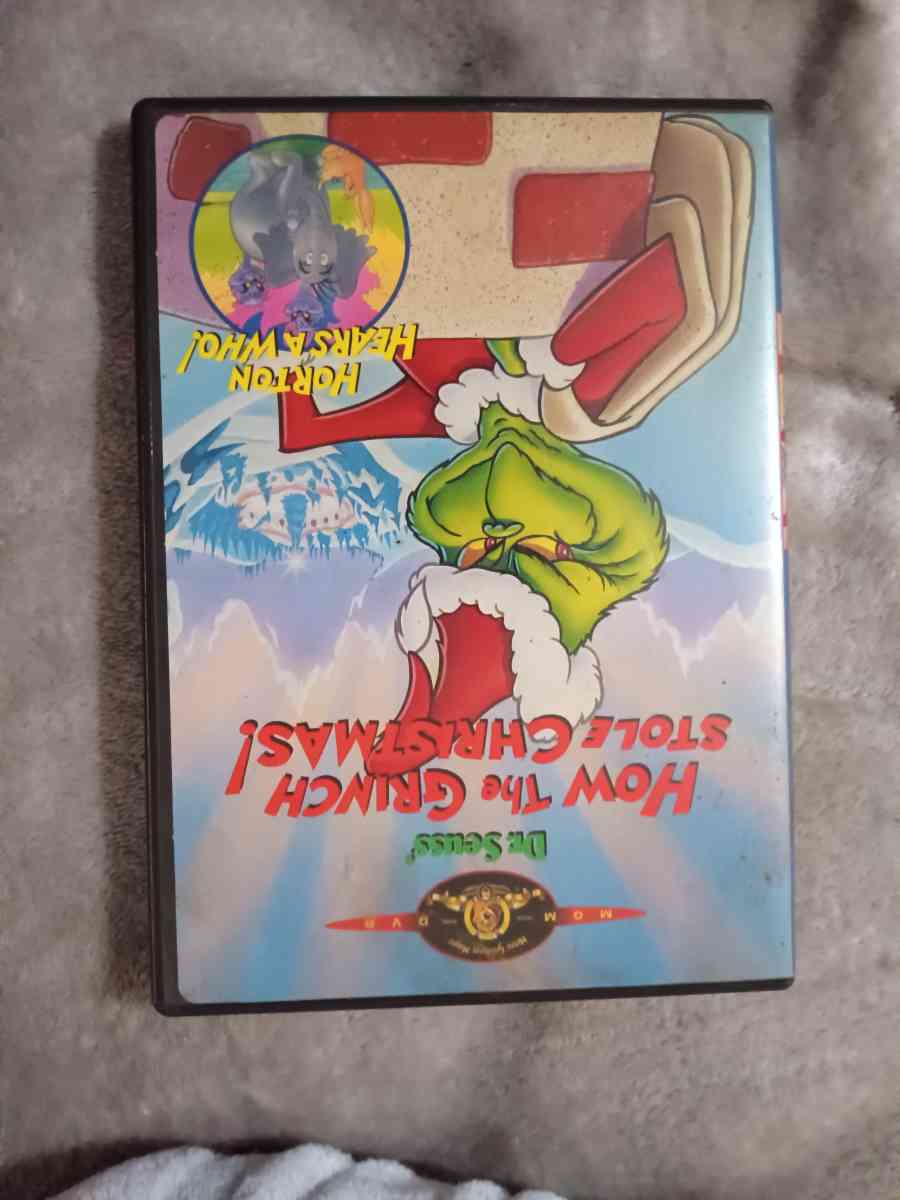 MGM DVD
Dr. Seuss'
HOW THE GRINCH
STOLE CHRISTMAS!
HORTON
HEARS A WHO!